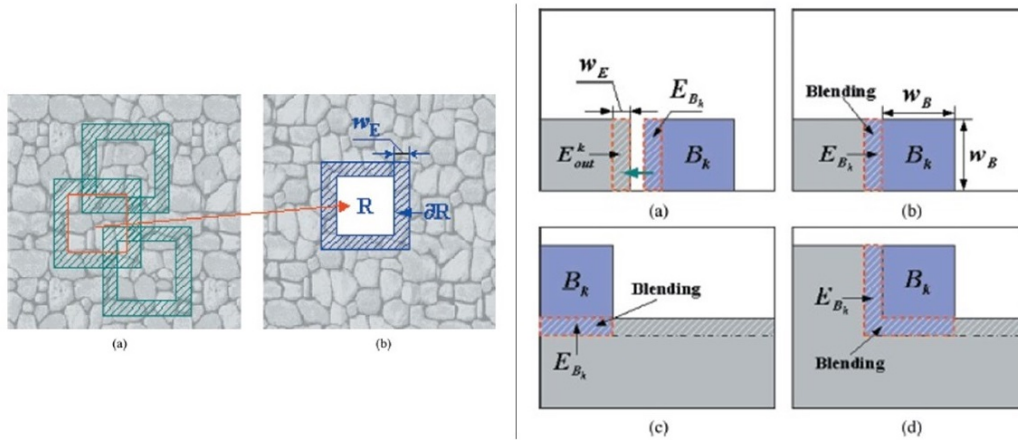 w_E
R
∂R
(a)
(b)
w_E
E_{B_k}
E^k_{out}
B_k
(a)
Blending
w_B
E_{B_k}
B_k
w_B
(b)
B_k
Blending
E_{B_k}
(c)
E_{B_k}
B_k
Blending
(d)